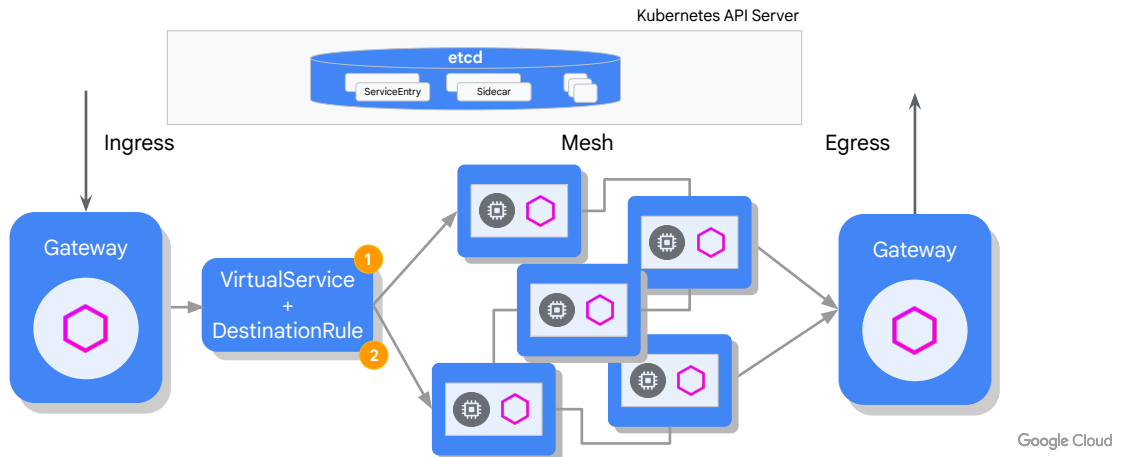 Kubernetes API Server
etcd
ServiceEntry
Sidecar
Ingress
Mesh
Egress
Gateway
VirtualService
+
DestinationRule
1
2
Gateway
Google Cloud